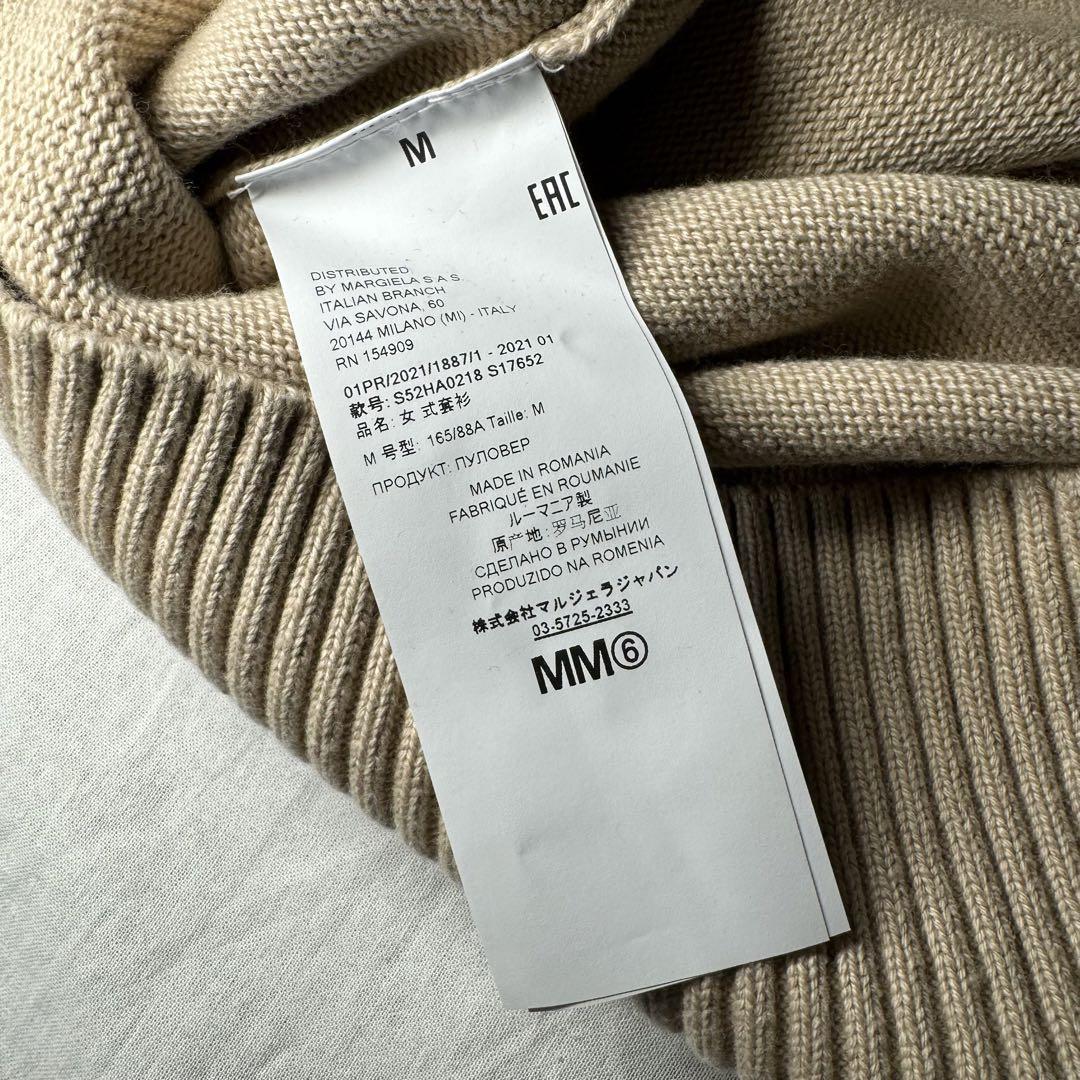 M
EAC
DISTRIBUTED
BY MARGIELA S.A.S.
ITALIAN BRANCH
VIA SAVONA, 60
20144 MILANO (MI) - ITALY
RN 154909
01PR/2021/1887/1 - 2021 01
款号: S52HA0218 S17652
品名: 女 式套衫
M 号型: 165/88A Taille: M
ПРОДУКТ: ПУЛОВЕР
MADE IN ROMANIA
FABRIQUÉ EN ROUMANIE
ルーマニア製
原产地: 罗马尼亚
СДЕЛАНО В РУМЫНИИ
PRODUZIDO NA ROMENIA
株式会社マルジェラジャパン
03-5725-2333
MM⑥